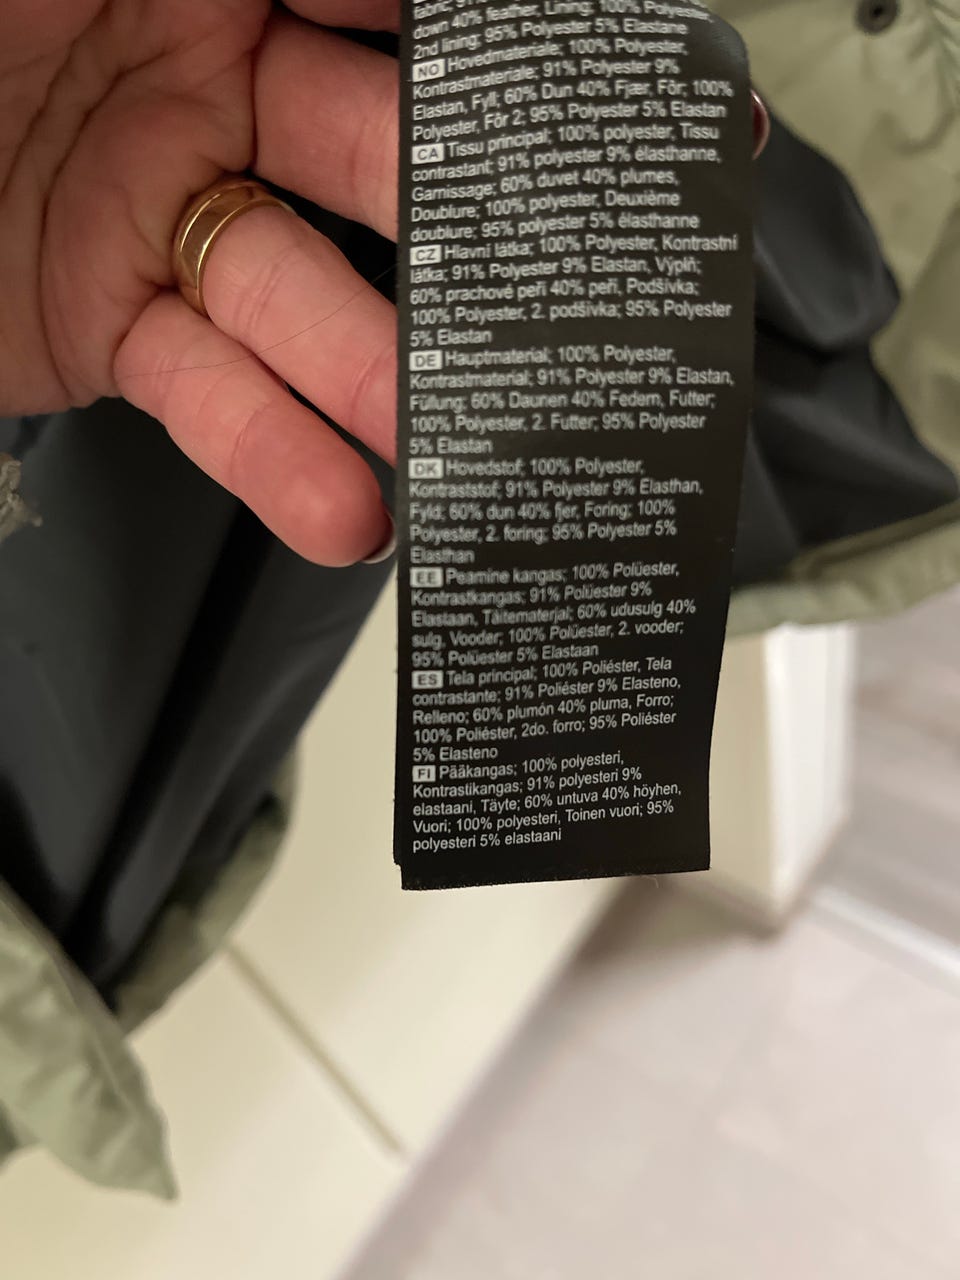 fabric; 91%
down 40% feather, Lining: 100% Polyester,
2nd lining: 95% Polyester 5% Elastane
NO Hovedmateriale; 100% Polyester,
Kontrastmateriale; 91% Polyester 9%
Elastan, Fyll; 60% Dun 40% Fjær, Fôr; 100%
Polyester, Fôr 2; 95% Polyester 5% Elastan
CA Tissu principal; 100% polyester, Tissu
contrastant; 91% polyester 9% élasthanne,
Garnissage; 60% duvet 40% plumes,
Doublure; 100% polyester, Deuxième
doublure; 95% polyester 5% élasthanne
CZ Hlavní látka; 100% Polyester, Kontrastní
látka; 91% Polyester 9% Elastan, Výplň;
60% prachové peří 40% peří, Podšívka;
100% Polyester, 2. podšívka; 95% Polyester
5% Elastan
DE Hauptmaterial; 100% Polyester,
Kontrastmaterial; 91% Polyester 9% Elastan,
Füllung; 60% Daunen 40% Federn, Futter;
100% Polyester, 2. Futter; 95% Polyester
5% Elastan
DK Hovedstof; 100% Polyester,
Kontraststof; 91% Polyester 9% Elasthan,
Fyld; 60% dun 40% fjer, Foring: 100%
Polyester, 2. foring; 95% Polyester 5%
Elasthan
EE Peamine kangas; 100% Polüester,
Kontrastkangas; 91% Polüester 9%
Elastaan, Täitematerjal; 60% udusulg 40%
sulg, Vooder; 100% Polüester, 2. vooder;
95% Polüester 5% Elastaan
ES Tela principal; 100% Poliéster, Tela
contrastante; 91% Poliéster 9% Elasteno,
Relleno; 60% plumón 40% pluma, Forro;
100% Poliéster, 2do. forro; 95% Poliéster
5% Elasteno
FI Pääkangas; 100% polyesteri,
Kontrastikangas; 91% polyesteri 9%
elastaani, Täyte; 60% untuva 40% höyhen,
Vuori; 100% polyesteri, Toinen vuori; 95%
polyesteri 5% elastaani